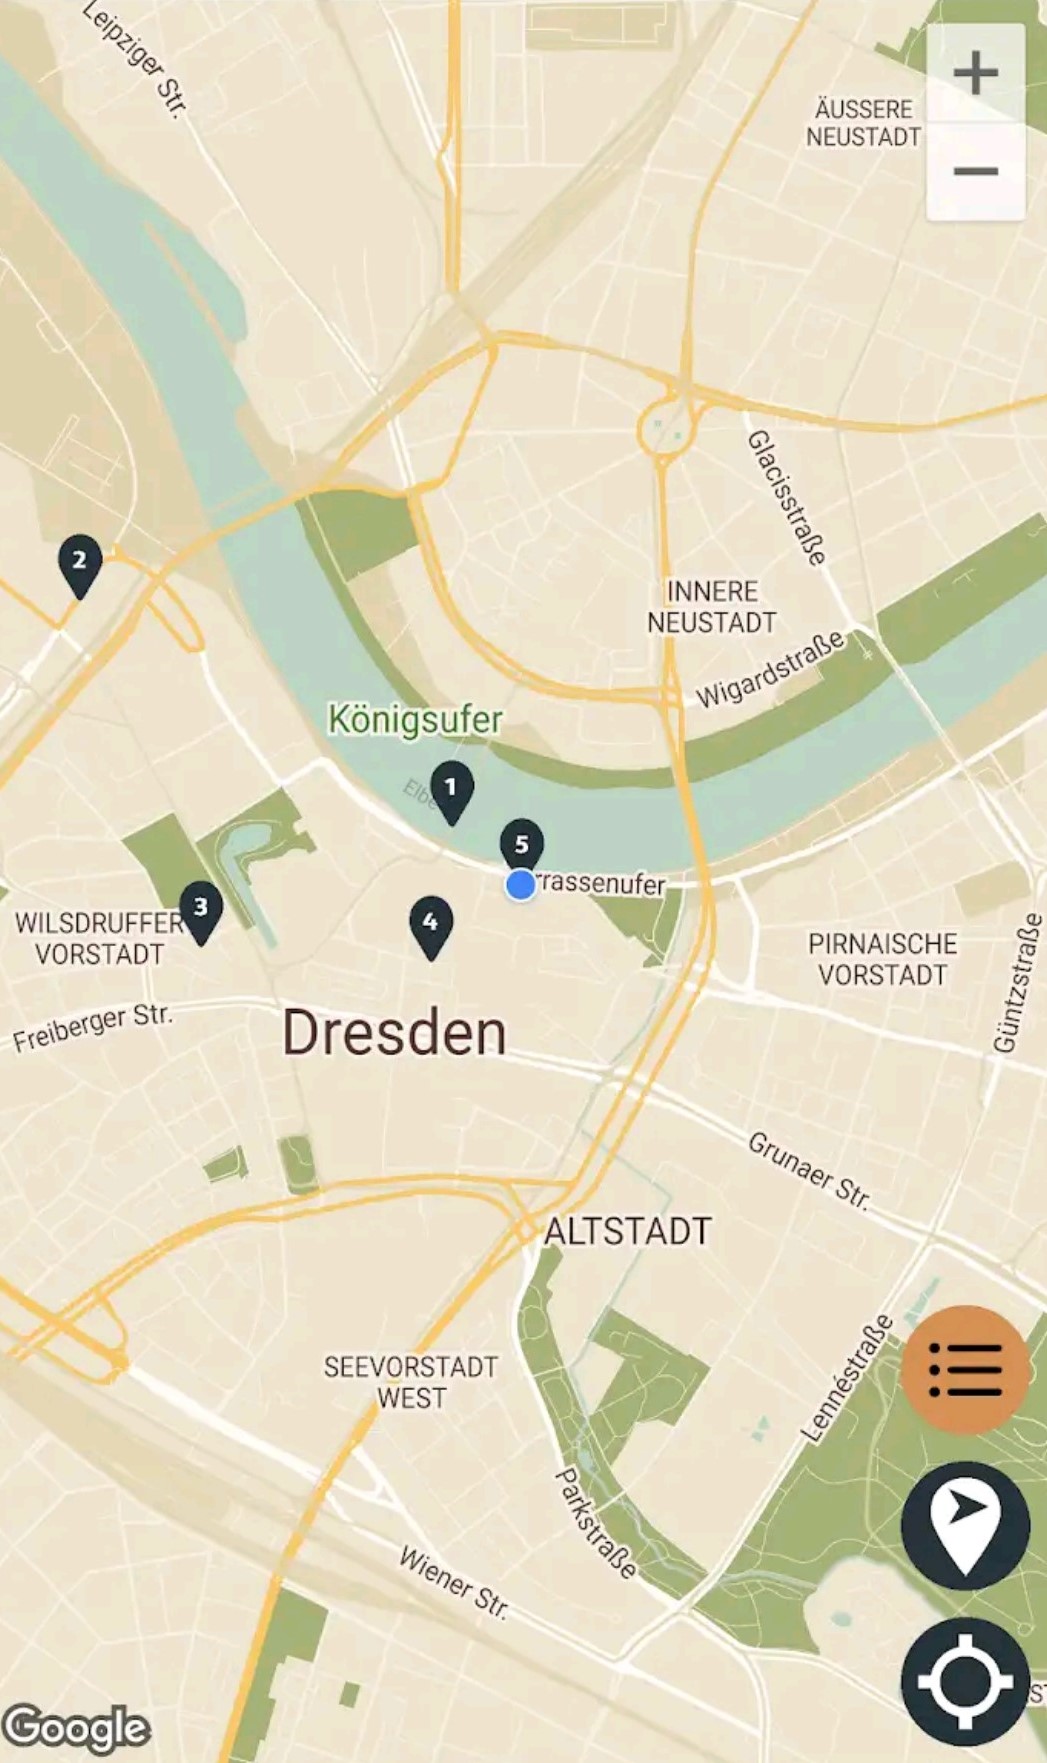 Leipziger Str.
+
ÄUSSERE
NEUSTADT
−
Glacisstraße
2
INNERE
NEUSTADT
Wigardstraße
Königsufer
1
Elbe
5
rrassenufer
3
4
WILSDRUFFER
VORSTADT
PIRNAISCHE
VORSTADT
Güntzstraße
Freiberger Str.
Dresden
Grunaer Str.
ALTSTADT
Lennéstraße
SEEVORSTADT
WEST
Parkstraße
Wiener Str.
ST
Google